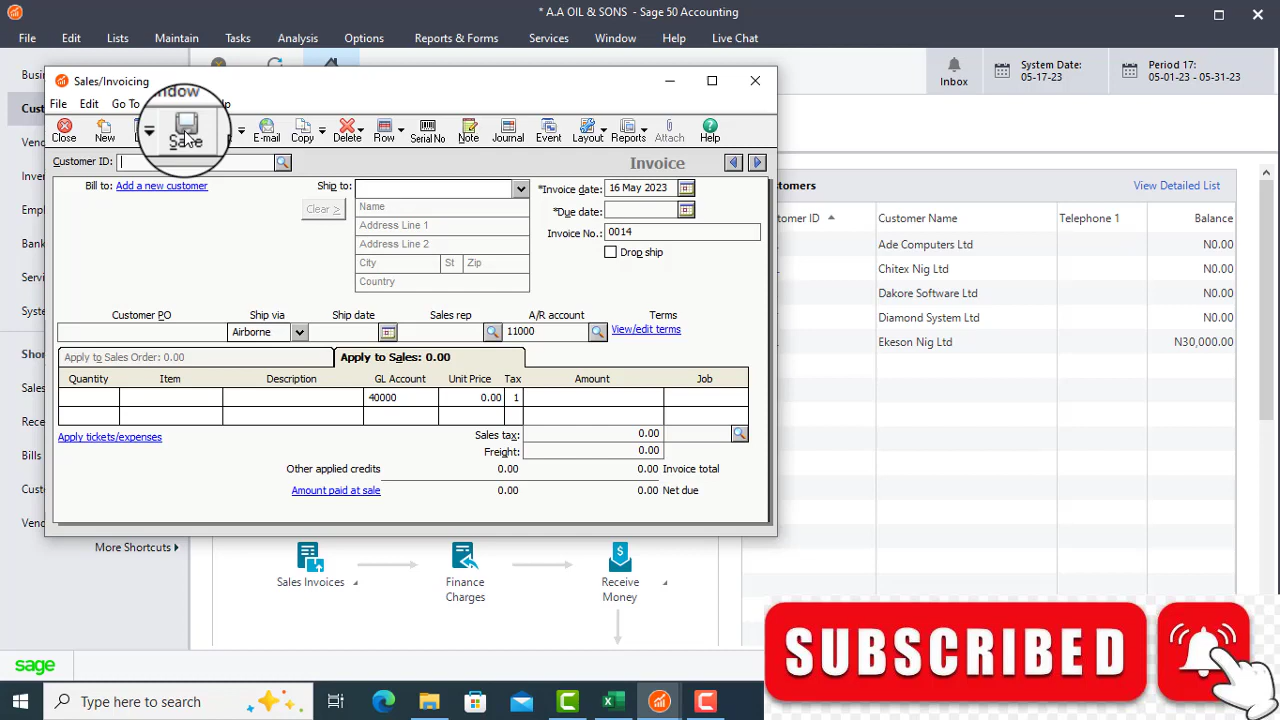 * A.A OIL & SONS - Sage 50 Accounting
File Edit Lists Maintain Tasks Analysis Options Reports & Forms Services Window Help Live Chat
Inbox
System Date:
05-17-23
Period 17:
05-01-23 - 05-31-23
Sales/Invoicing
File Edit Go To
Close New Save E-mail Copy Delete Row Serial No Note Journal Event Layout Reports Attach Help
Customer ID:
Invoice
Bill to: Add a new customer
Ship to:
Clear >
Name
Address Line 1
Address Line 2
City St Zip
Country
*Invoice date: 16 May 2023
*Due date:
Invoice No.: 0014
Drop ship
Customer PO Ship via Ship date Sales rep A/R account Terms
Airborne 11000 View/edit terms
Apply to Sales Order: 0.00 Apply to Sales: 0.00
Quantity Item Description GL Account Unit Price Tax Amount Job
40000 0.00 1
Apply tickets/expenses
Sales tax: 0.00
Freight: 0.00
Other applied credits 0.00 0.00 Invoice total
Amount paid at sale 0.00 0.00 Net due
View Detailed List
Customer Name Telephone 1 Balance
Ade Computers Ltd N0.00
Chitex Nig Ltd N0.00
Dakore Software Ltd N0.00
Diamond System Ltd N0.00
Ekeson Nig Ltd N30,000.00
More Shortcuts
Sales Invoices
Finance
Charges
Receive
Money
SUBSCRIBED
sage
Type here to search